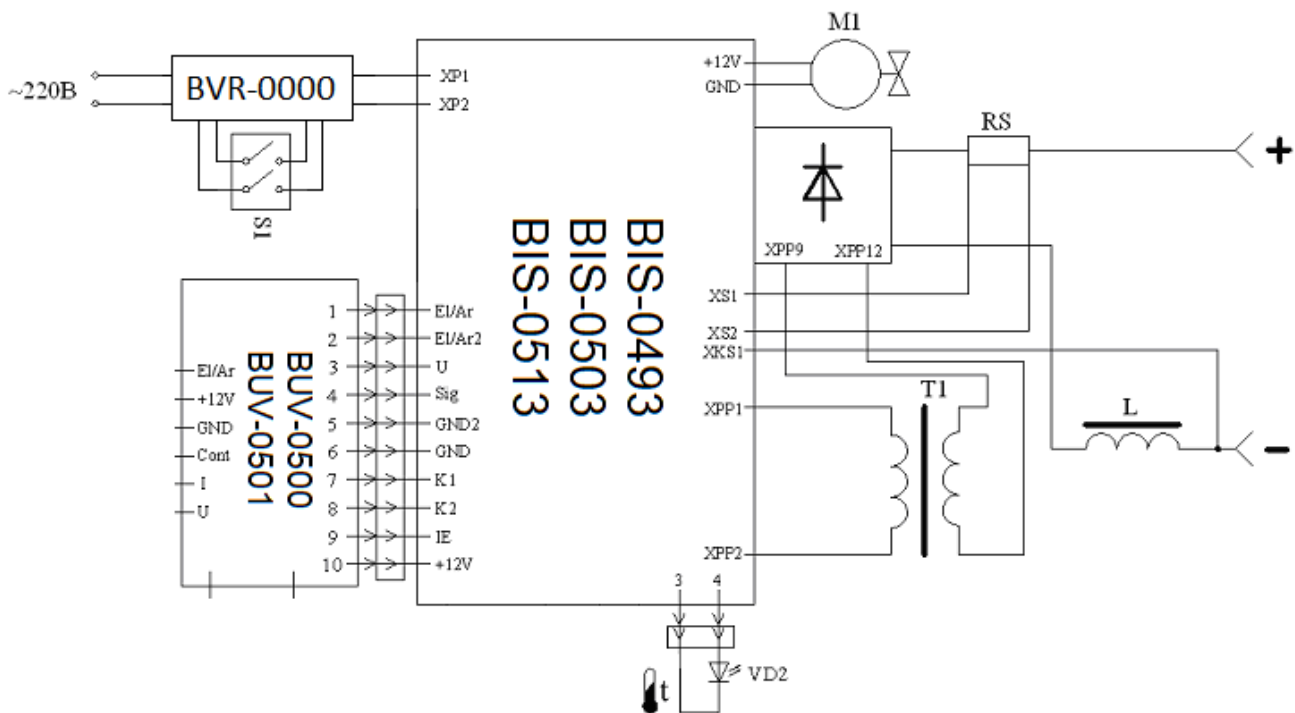 ~220В
BVR-0000
S1
XP1
XP2
+12V
GND
M1
RS
+
XPP9
XPP12
BIS-0493
BIS-0503
BIS-0513
XS1
XS2
XKS1
XPP1
T1
XPP2
L
-
BUV-0500
BUV-0501
El/Ar
+12V
GND
Cont
I
U
1 El/Ar
2 El/Ar2
3 U
4 Sig
5 GND2
6 GND
7 K1
8 K2
9 IE
10 +12V
3 4
t
VD2